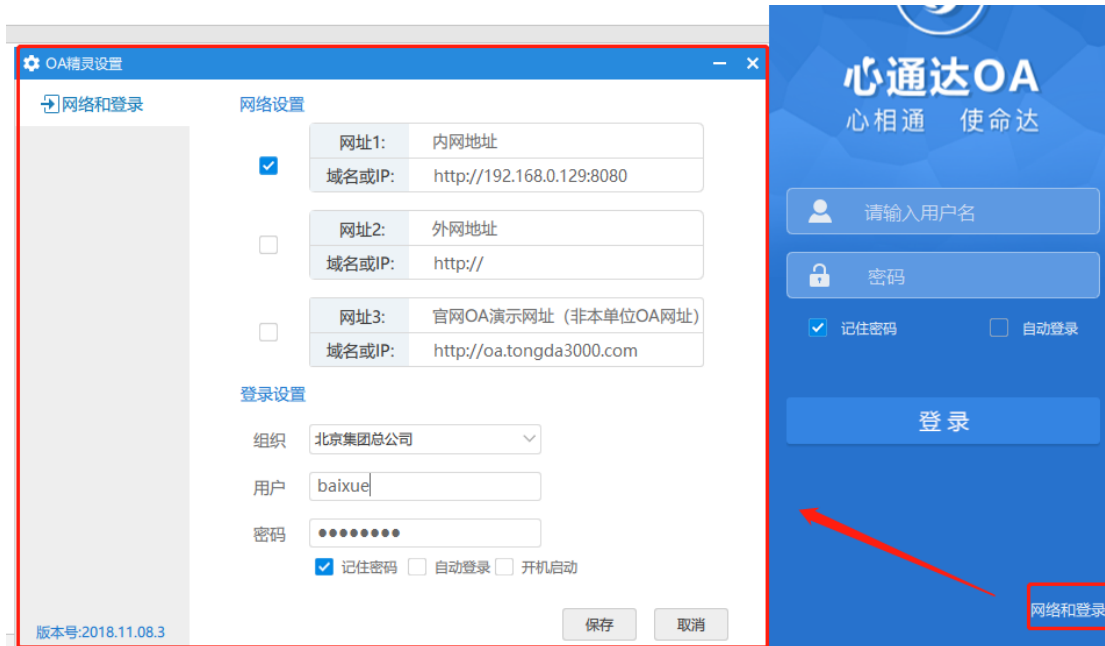 OA精灵设置
网络和登录
网络设置
网址1: 内网地址
域名或IP: http://192.168.0.129:8080
网址2: 外网地址
域名或IP: http://
网址3: 官网OA演示网址（非本单位OA网址）
域名或IP: http://oa.tongda3000.com
登录设置
组织 北京集团总公司
用户 baixue
密码 ●●●●●●●●
记住密码 自动登录 开机启动
保存 取消
版本号:2018.11.08.3
心通达OA
心相通 使命达
请输入用户名
密码
记住密码 自动登录
登录
网络和登录